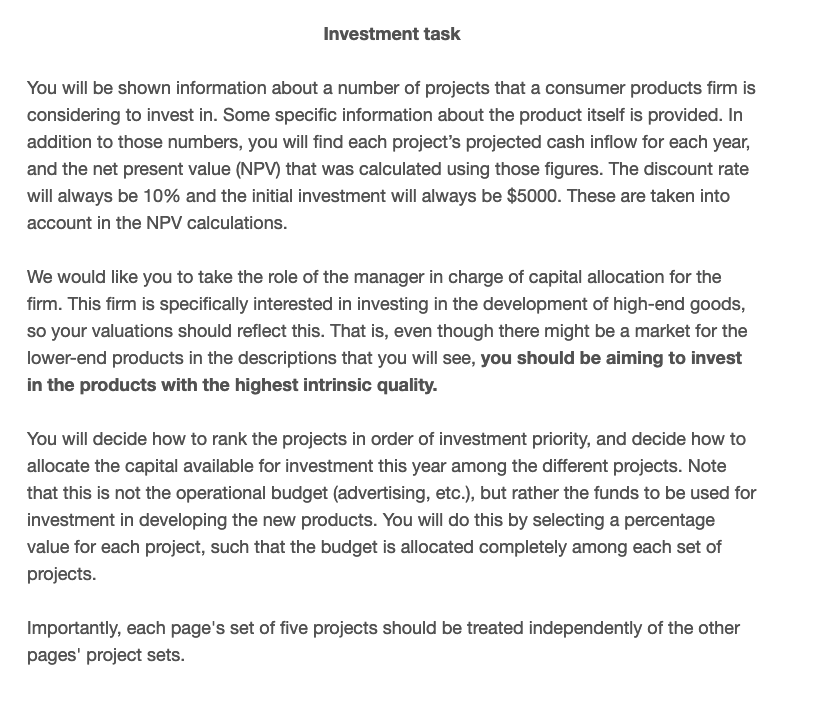 Investment task
You will be shown information about a number of projects that a consumer products firm is
considering to invest in. Some specific information about the product itself is provided. In
addition to those numbers, you will find each project's projected cash inflow for each year,
and the net present value (NPV) that was calculated using those figures. The discount rate
will always be 10% and the initial investment will always be $5000. These are taken into
account in the NPV calculations.
We would like you to take the role of the manager in charge of capital allocation for the
firm. This firm is specifically interested in investing in the development of high-end goods,
so your valuations should reflect this. That is, even though there might be a market for the
lower-end products in the descriptions that you will see, you should be aiming to invest
in the products with the highest intrinsic quality.
You will decide how to rank the projects in order of investment priority, and decide how to
allocate the capital available for investment this year among the different projects. Note
that this is not the operational budget (advertising, etc.), but rather the funds to be used for
investment in developing the new products. You will do this by selecting a percentage
value for each project, such that the budget is allocated completely among each set of
projects.
Importantly, each page's set of five projects should be treated independently of the other
pages' project sets.